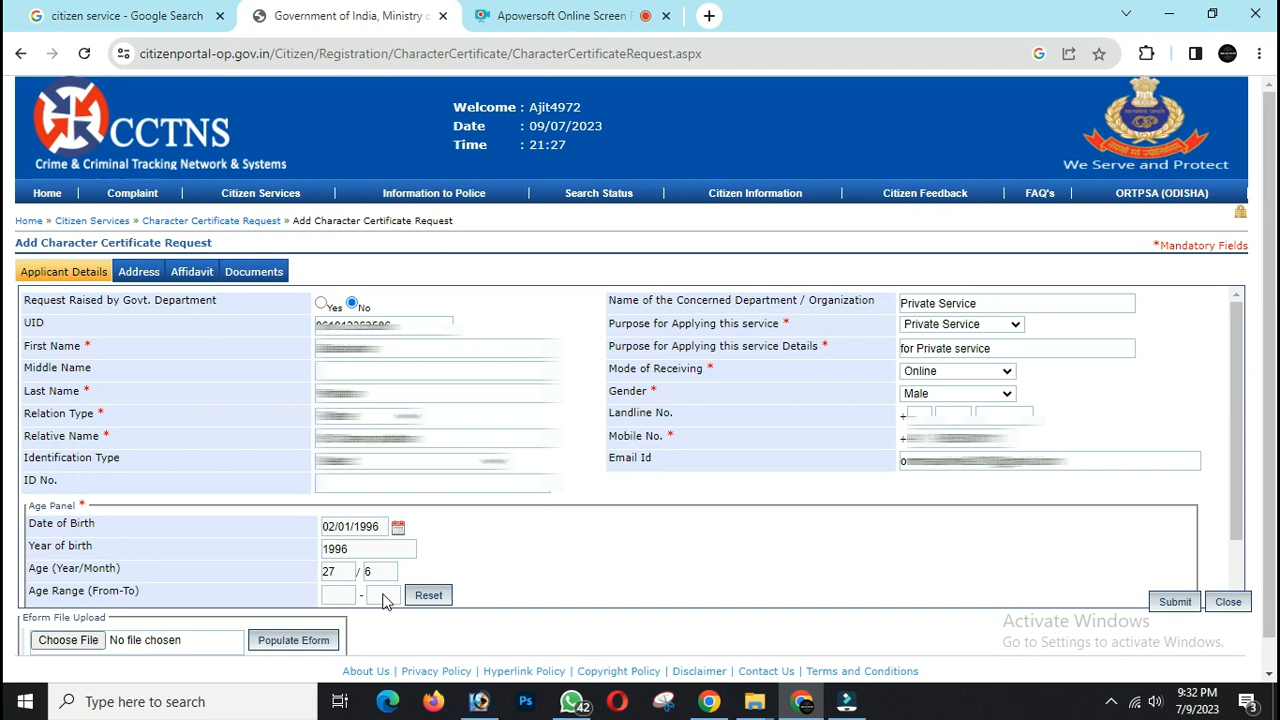 citizen service - Google Search
Government of India, Ministry
Apowersoft Online Screen
citizenportal-op.gov.in/Citizen/Registration/CharacterCertificate/CharacterCertificateRequest.aspx
CCTNS
Crime & Criminal Tracking Network & Systems
Welcome : Ajit4972
Date : 09/07/2023
Time : 21:27
We Serve and Protect
Home Complaint Citizen Services Information to Police Search Status Citizen Information Citizen Feedback FAQ's ORTPSA (ODISHA)
Home » Citizen Services » Character Certificate Request » Add Character Certificate Request
Add Character Certificate Request
*Mandatory Fields
Applicant Details Address Affidavit Documents
Request Raised by Govt. Department Yes No
Name of the Concerned Department / Organization Private Service
UID
Purpose for Applying this service * Private Service
First Name *
Purpose for Applying this service Details * for Private service
Middle Name
Mode of Receiving * Online
Last Name *
Gender * Male
Relation Type *
Landline No. +
Relative Name *
Mobile No. * +
Identification Type
Email Id o
ID No.
Age Panel *
Date of Birth 02/01/1996
Year of birth 1996
Age (Year/Month) 27 / 6
Age Range (From-To) - Reset
Submit Close
Eform File Upload
Choose File No file chosen Populate Eform
Activate Windows
Go to Settings to activate Windows.
About Us | Privacy Policy | Hyperlink Policy | Copyright Policy | Disclaimer | Contact Us | Terms and Conditions
Type here to search
9:32 PM
7/9/2023
3